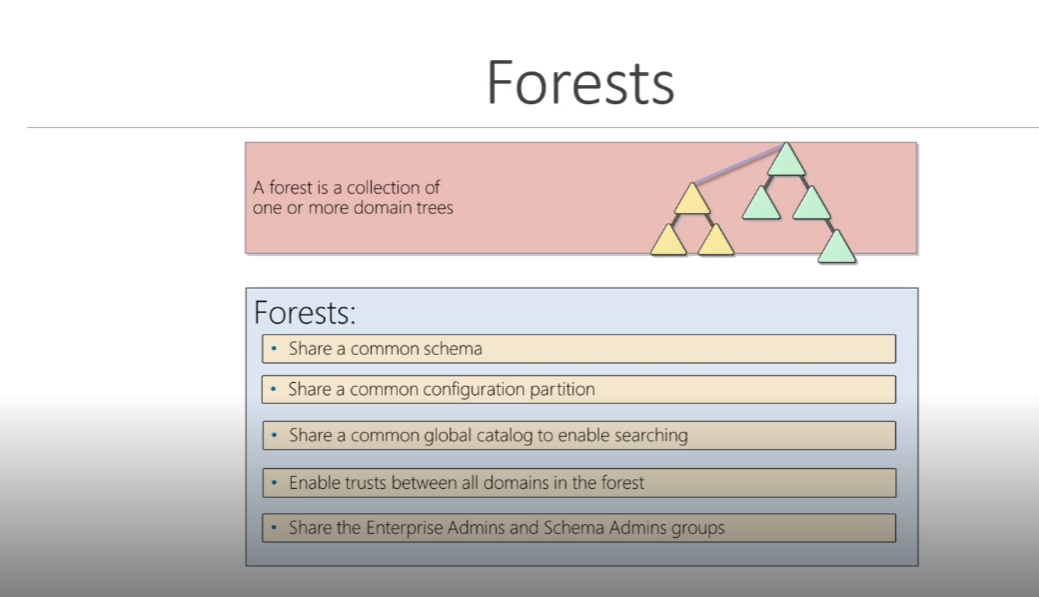 Forests
A forest is a collection of
one or more domain trees
Forests:
• Share a common schema
• Share a common configuration partition
• Share a common global catalog to enable searching
• Enable trusts between all domains in the forest
• Share the Enterprise Admins and Schema Admins groups